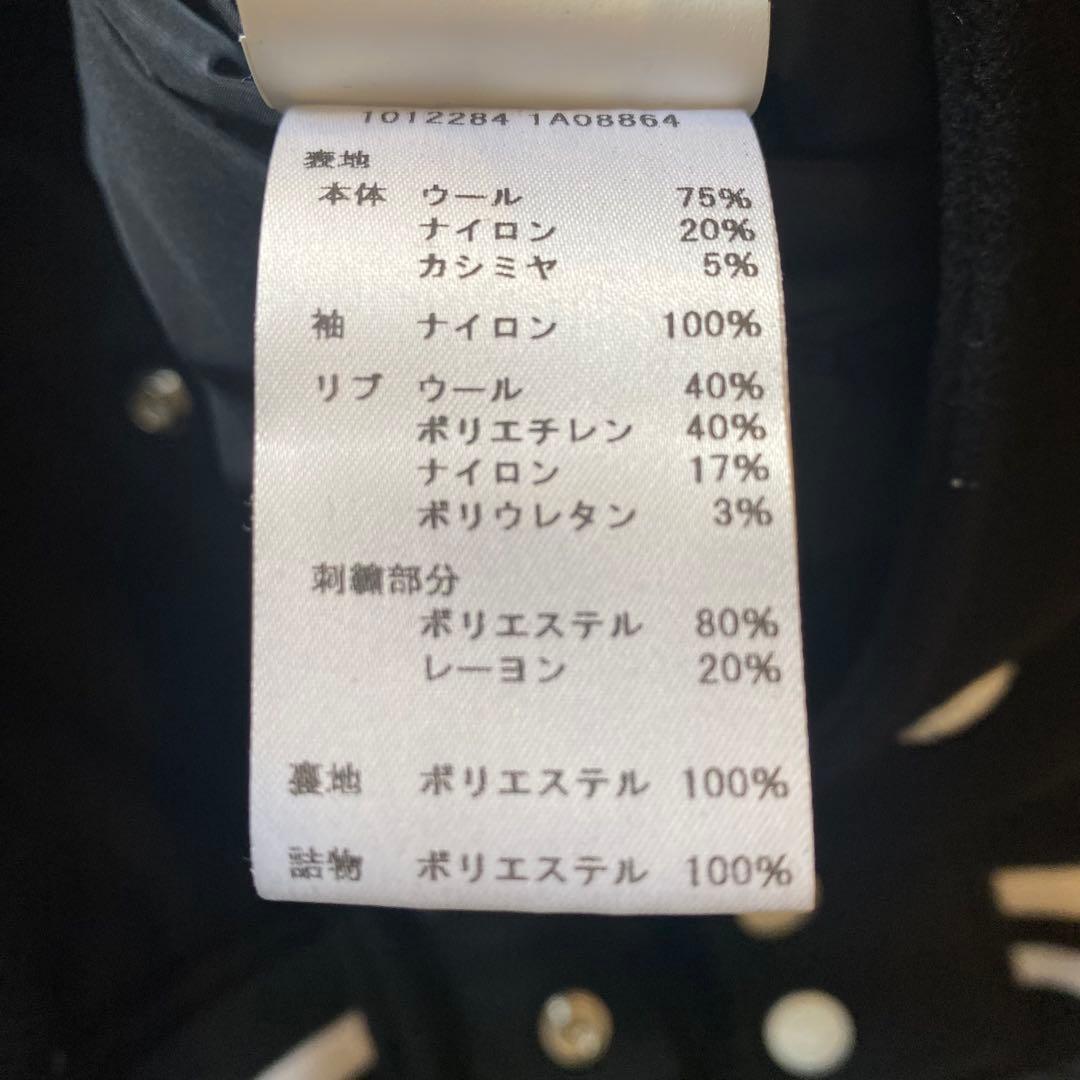 1012284 1A08864
表地
本体 ウール 75%
ナイロン 20%
カシミヤ 5%
袖 ナイロン 100%
リブ ウール 40%
ポリエチレン 40%
ナイロン 17%
ポリウレタン 3%
刺繍部分
ポリエステル 80%
レーヨン 20%
裏地 ポリエステル 100%
詰物 ポリエステル 100%